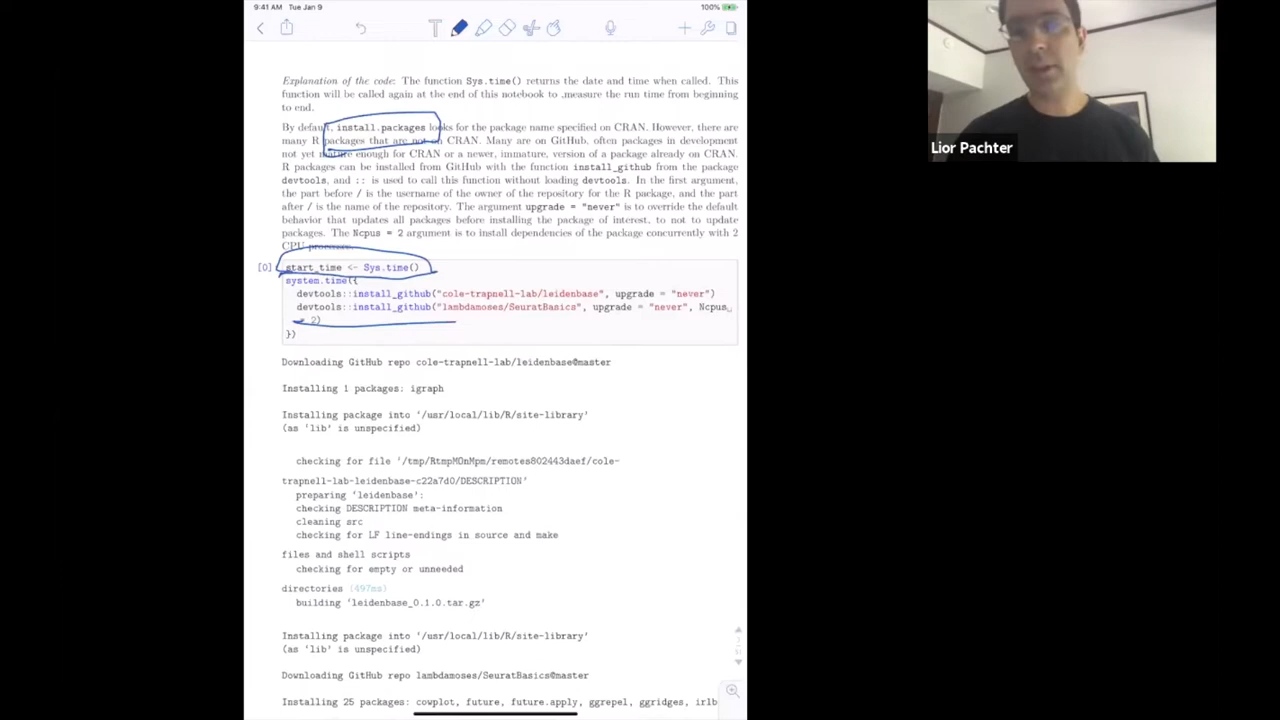 9:41 AM Tue Jan 9
100%
Explanation of the code: The function Sys.time() returns the date and time when called. This
function will be called again at the end of this notebook to ,measure the run time from beginning
to end.
By default, install.packages looks for the package name specified on CRAN. However, there are
many R packages that are not on CRAN. Many are on GitHub, often packages in development
not yet mature enough for CRAN or a newer, immature, version of a package already on CRAN.
R packages can be installed from GitHub with the function install_github from the package
devtools, and :: is used to call this function without loading devtools. In the first argument,
the part before / is the username of the owner of the repository for the R package, and the part
after / is the name of the repository. The argument upgrade = "never" is to override the default
behavior that updates all packages before installing the package of interest, to not to update
packages. The Ncpus = 2 argument is to install dependencies of the package concurrently with 2
CPU processe.
[0] start_time <- Sys.time()
system.time({
devtools::install_github("cole-trapnell-lab/leidenbase", upgrade = "never")
devtools::install_github("lambdamoses/SeuratBasics", upgrade = "never", Ncpus
= 2)
})
Downloading GitHub repo cole-trapnell-lab/leidenbase@master
Installing 1 packages: igraph
Installing package into '/usr/local/lib/R/site-library'
(as 'lib' is unspecified)
checking for file '/tmp/RtmpMOnMpm/remotes802443daef/cole-
trapnell-lab-leidenbase-c22a7d0/DESCRIPTION'
preparing 'leidenbase':
checking DESCRIPTION meta-information
cleaning src
checking for LF line-endings in source and make
files and shell scripts
checking for empty or unneeded
directories (497ms)
building 'leidenbase_0.1.0.tar.gz'
Installing package into '/usr/local/lib/R/site-library'
(as 'lib' is unspecified)
Downloading GitHub repo lambdamoses/SeuratBasics@master
Installing 25 packages: cowplot, future, future.apply, ggrepel, ggridges, irlb
Lior Pachter